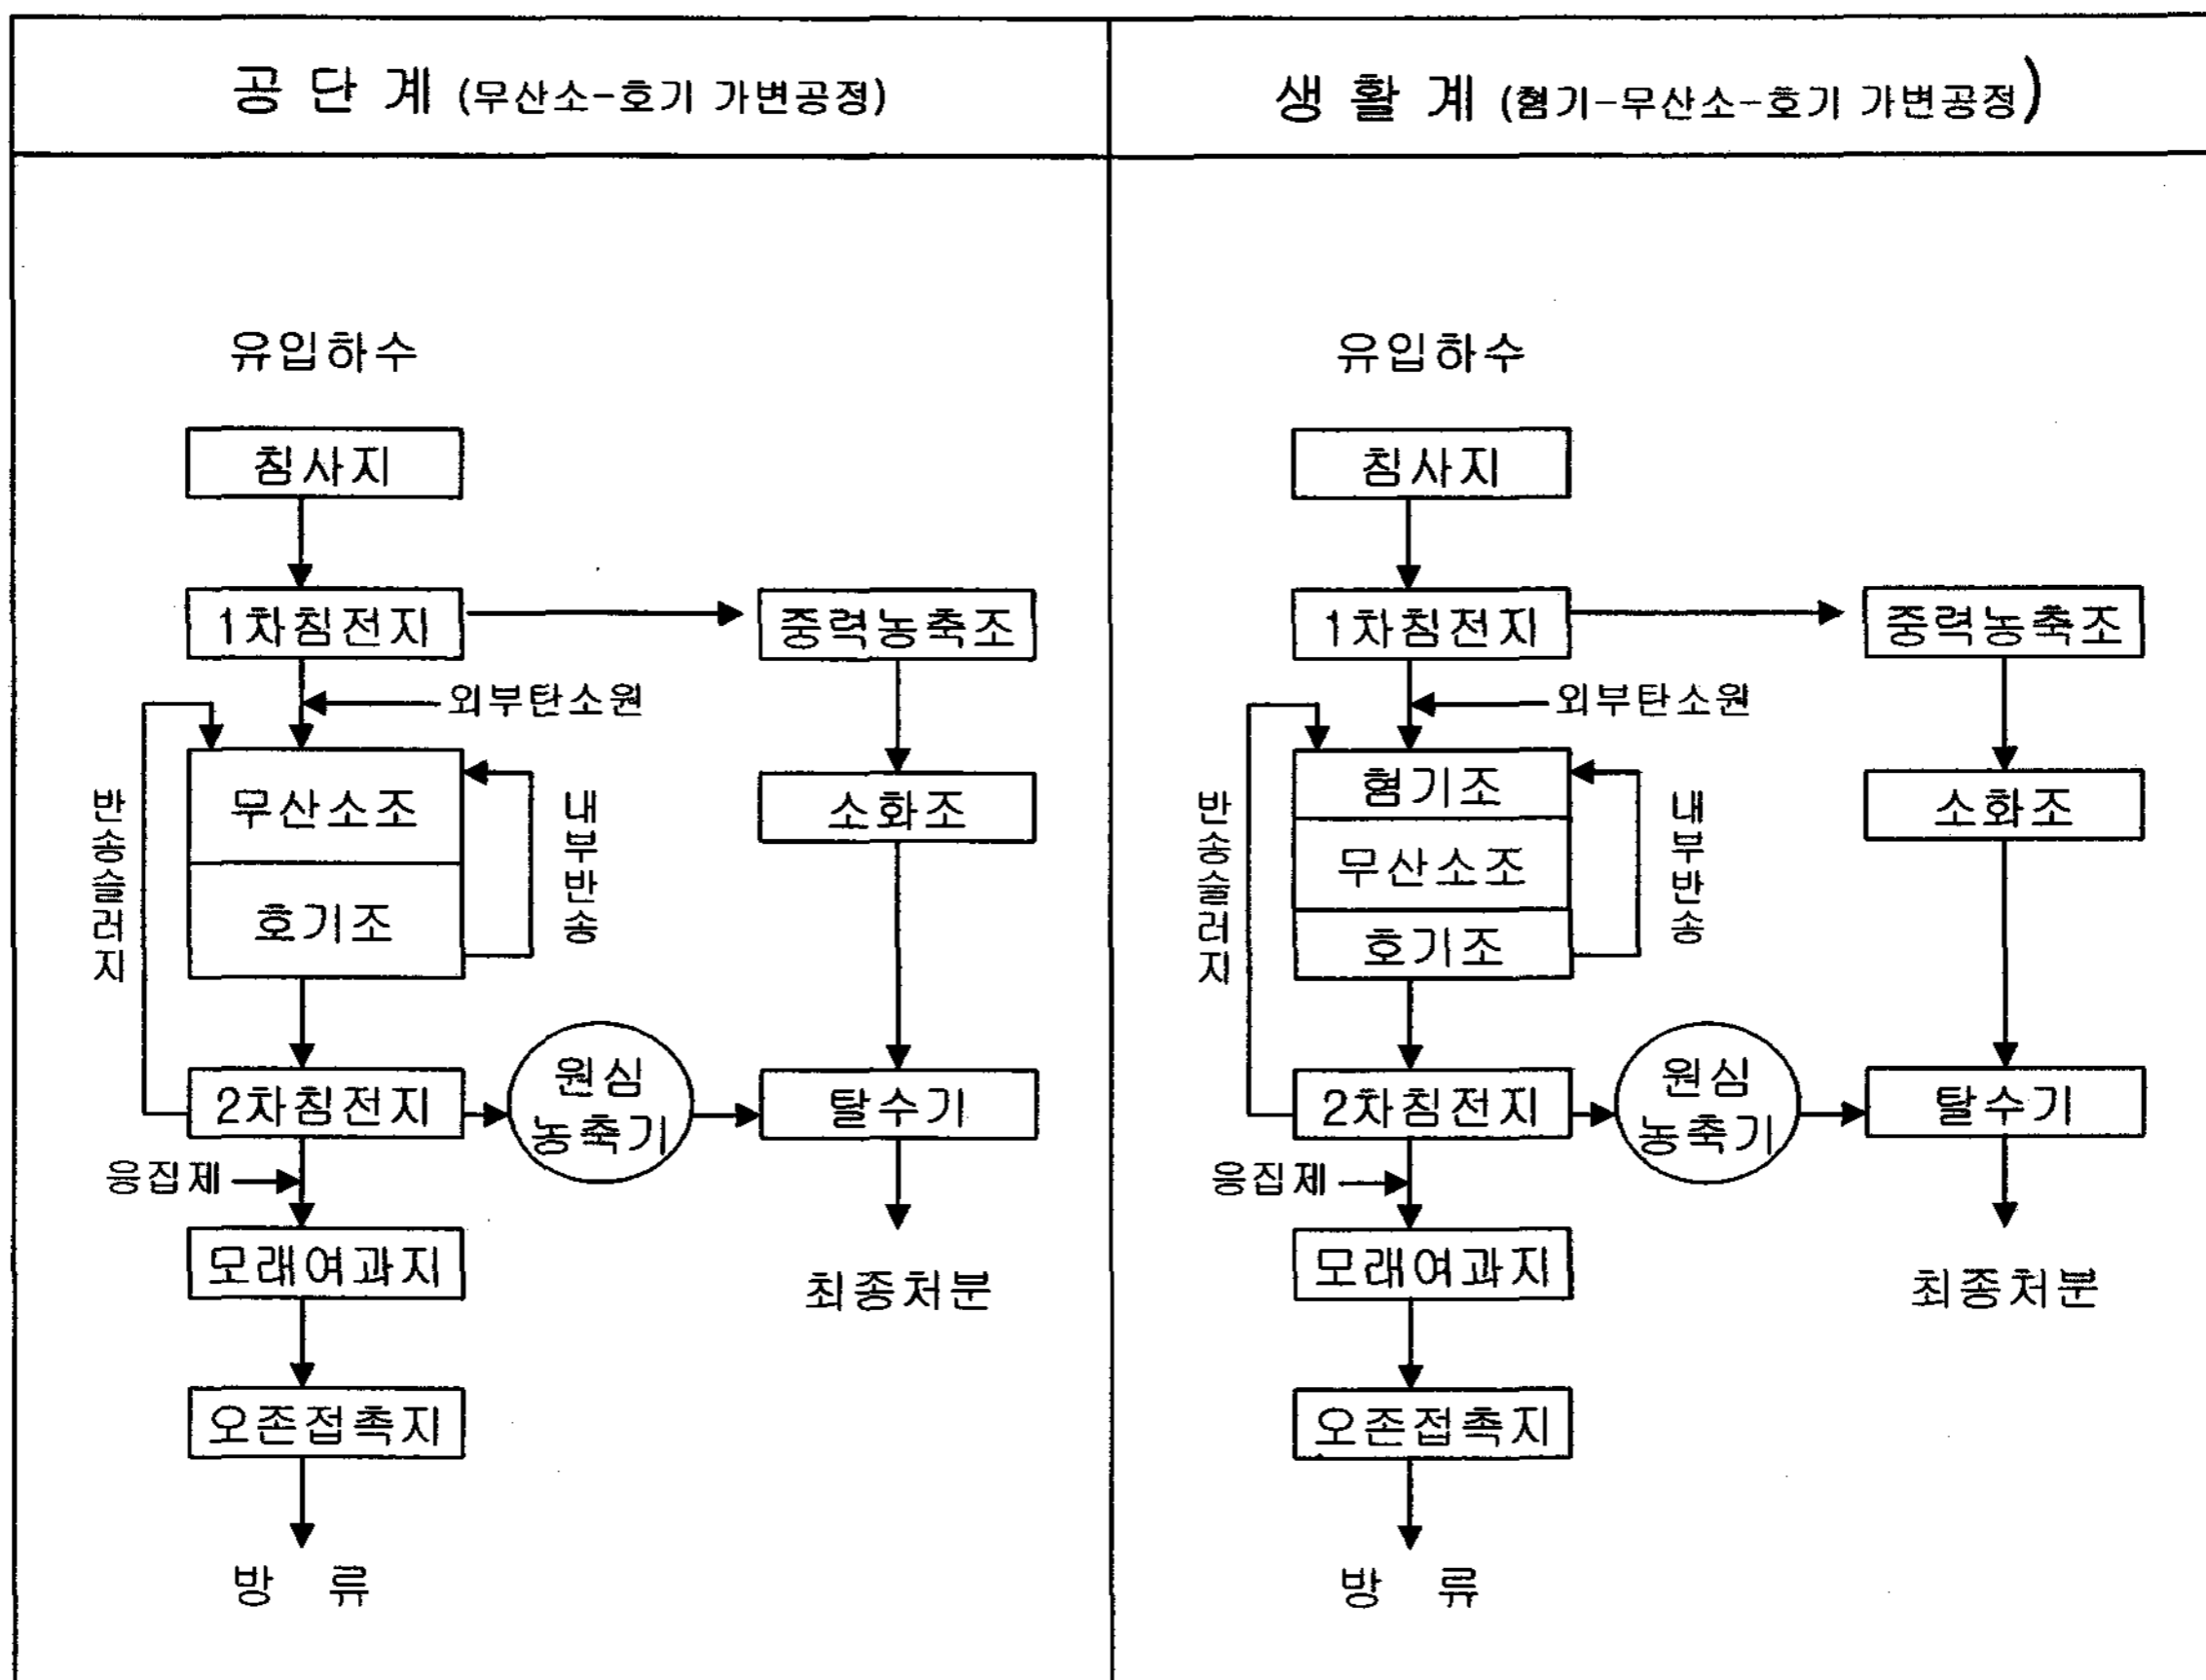 공 단 계 (무산소-호기 가변공정)
유입하수
침사지
1차침전지
중력농축조
외부탄소원
반송슬러지
무산소조
내부반송
소화조
호기조
2차침전지
원심
농축기
탈수기
응집제
모래여과지
최종처분
오존접촉지
방 류
생 활 계 (혐기-무산소-호기 가변공정)
유입하수
침사지
1차침전지
중력농축조
외부탄소원
반송슬러지
혐기조
내부반송
소화조
무산소조
호기조
2차침전지
원심
농축기
탈수기
응집제
모래여과지
최종처분
오존접촉지
방 류